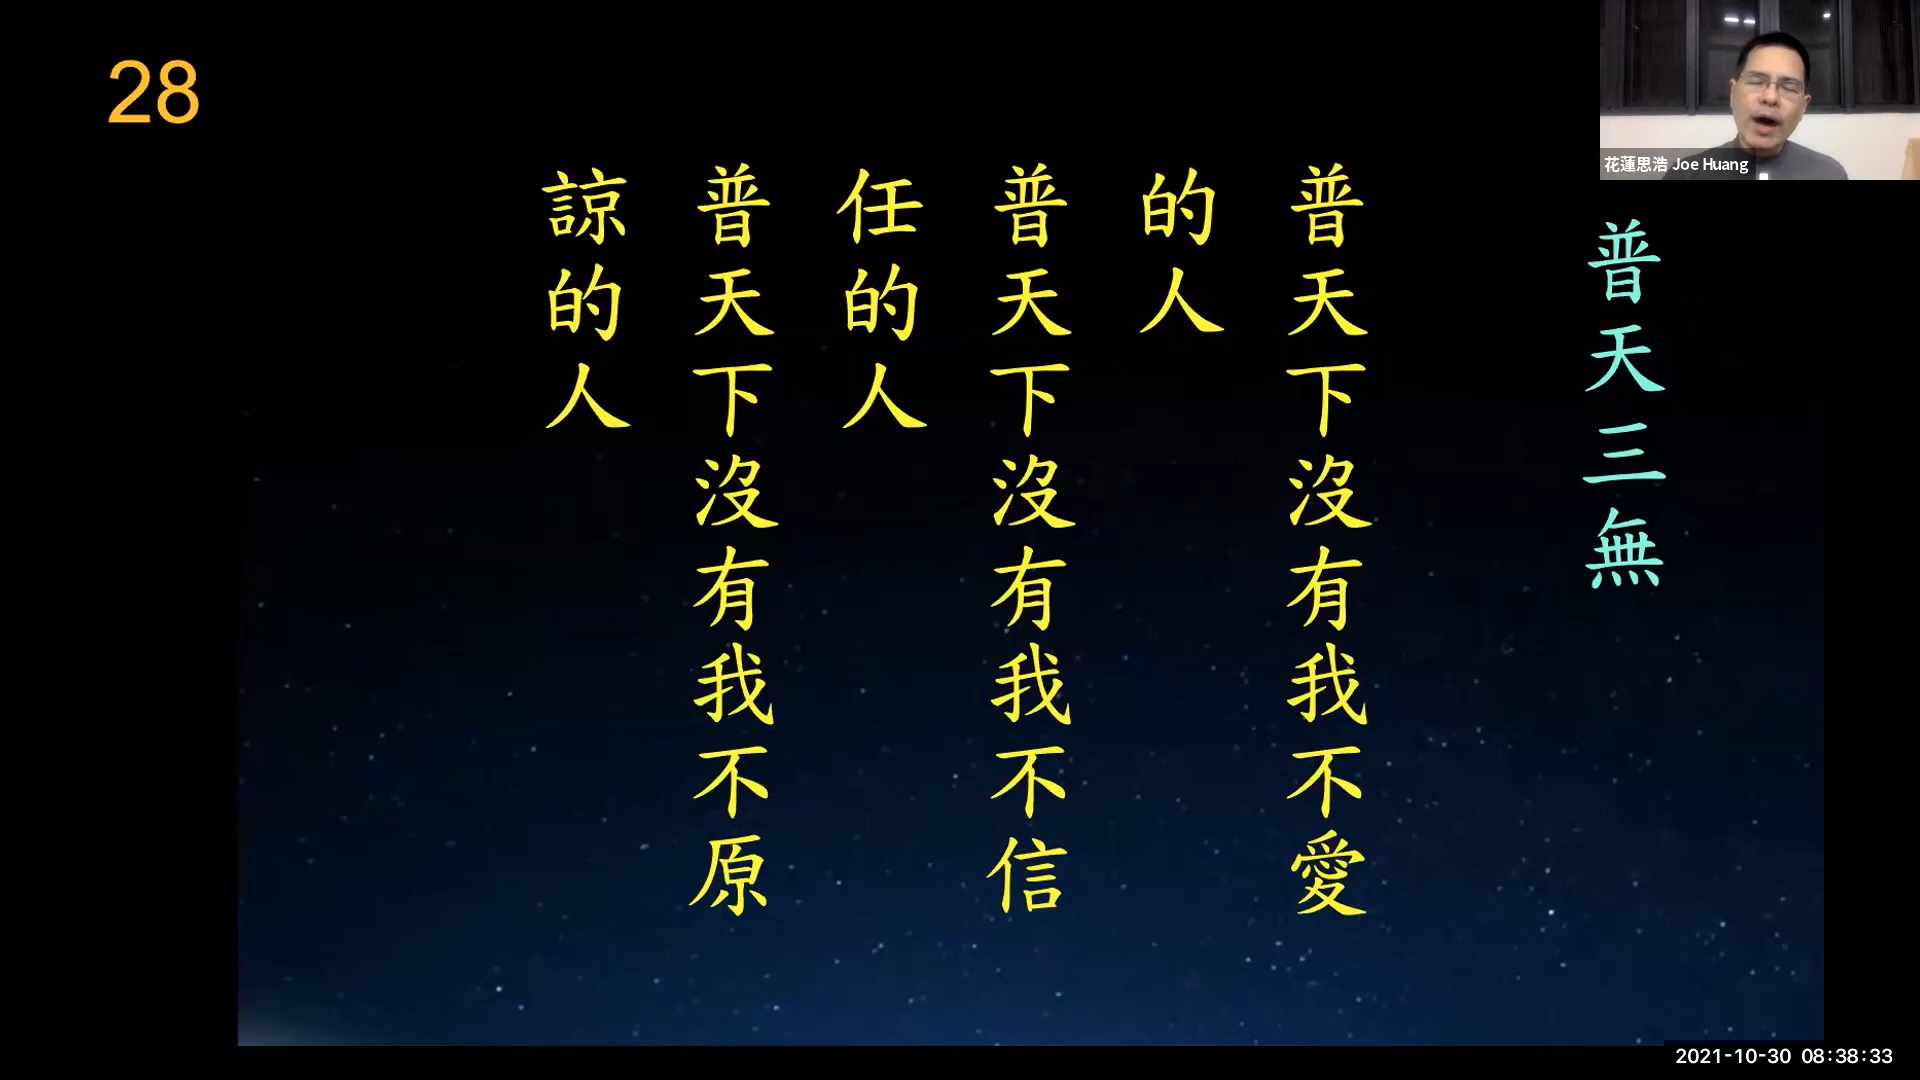 28
花蓮思浩 Joe Huang
普天三無
普天下沒有我不愛
的人
普天下沒有我不信
任的人
普天下沒有我不原
諒的人
2021-10-30 08:38:33